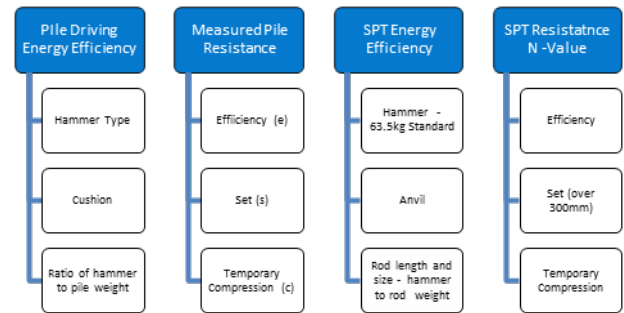 PIle Driving
Energy Efficiency
Hammer Type
Cushion
Ratio of hammer
to pile weight
Measured Pile
Resistance
Effiiciency (e)
Set (s)
Temporary
Compression (c)
SPT Energy
Efficiency
Hammer -
63.5kg Standard
Anvil
Rod length and
size - hammer
to rod weight
SPT Resistatnce
N -Value
Efficiency
Set (over
300mm)
Temporary
Compression